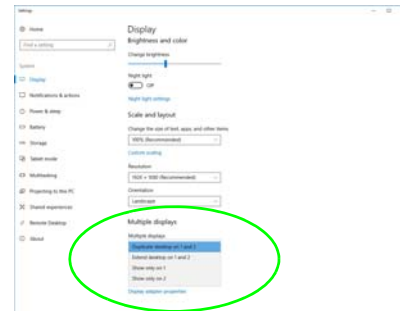 Settings
Home
Find a setting
System
Display
Notifications & actions
Power & sleep
Battery
Storage
Tablet mode
Multitasking
Projecting to this PC
Shared experiences
Remote Desktop
About
Display
Brightness and color
Change brightness
Night light
Off
Night light settings
Scale and layout
Change the size of text, apps, and other items
100% (Recommended)
Custom scaling
Resolution
1920 × 1080 (Recommended)
Orientation
Landscape
Multiple displays
Multiple displays
Duplicate desktop on 1 and 2
Extend desktop on 1 and 2
Show only on 1
Show only on 2
Display adapter properties